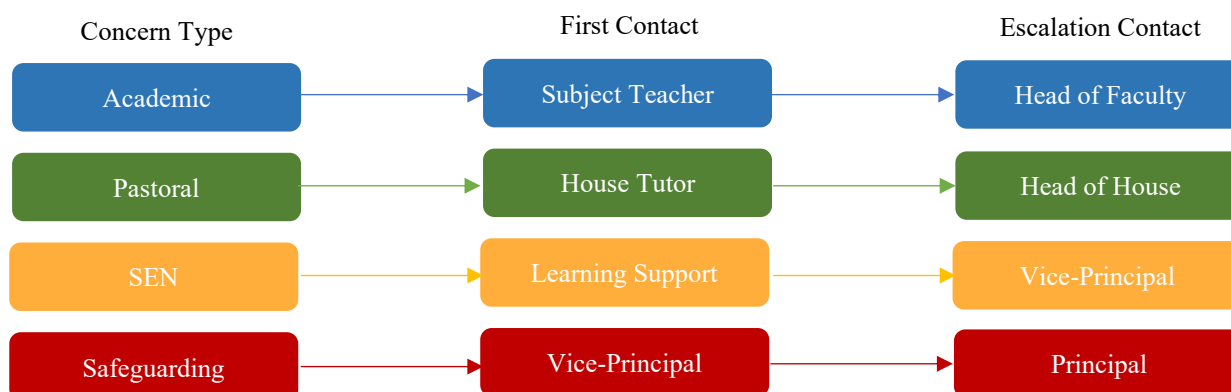 Concern Type First Contact Escalation Contact
Academic Subject Teacher Head of Faculty
Pastoral House Tutor Head of House
SEN Learning Support Vice-Principal
Safeguarding Vice-Principal Principal